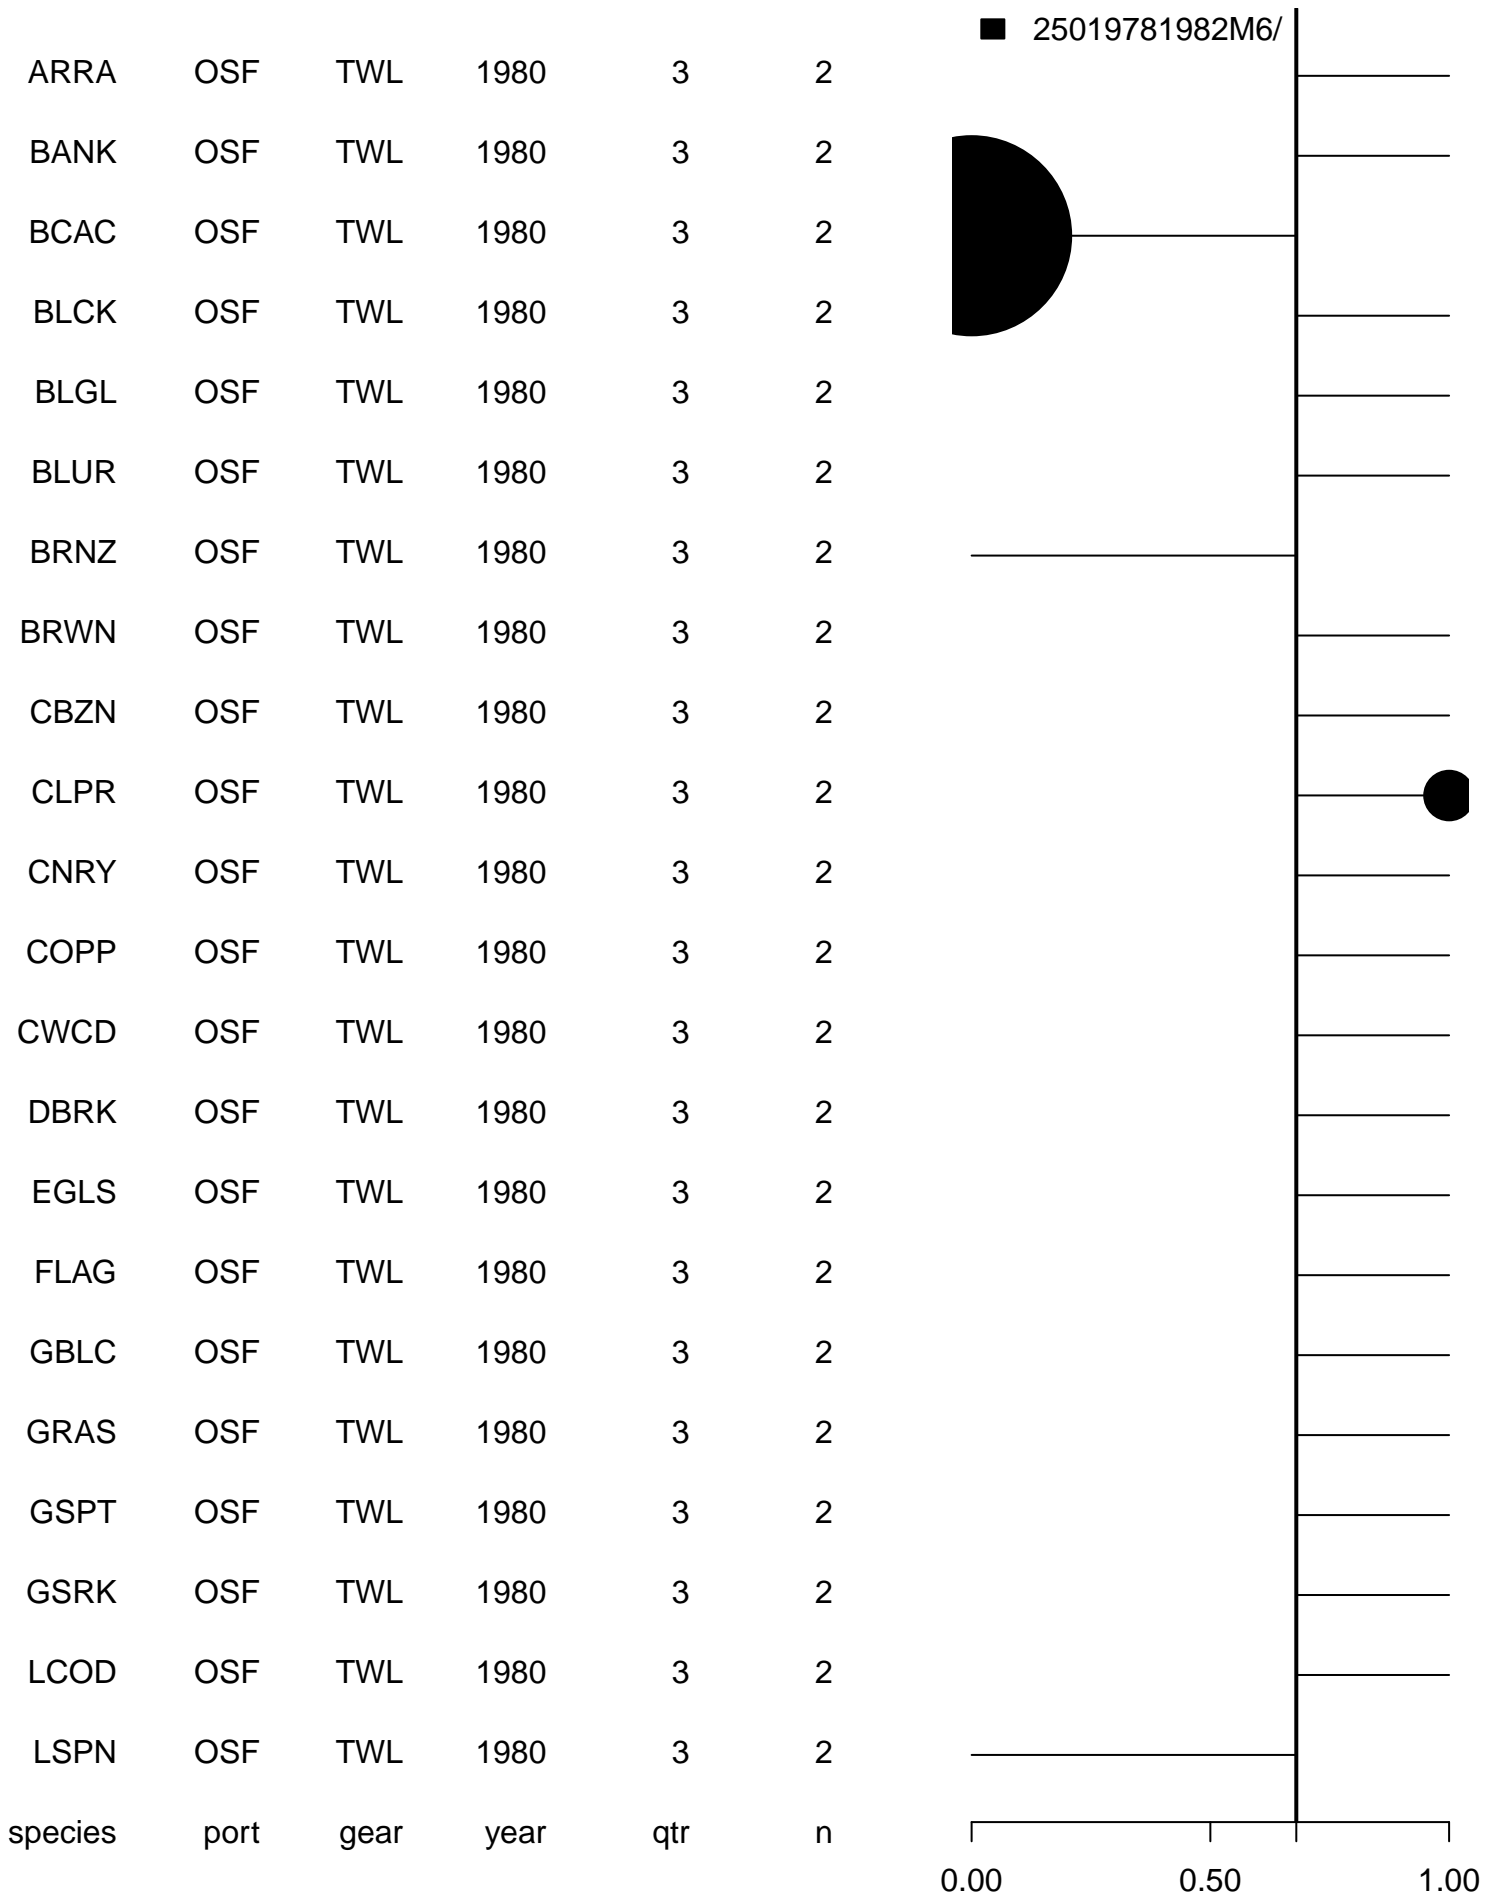 25019781982M6/
ARRA OSF TWL 1980 3 2
BANK OSF TWL 1980 3 2
BCAC OSF TWL 1980 3 2
BLCK OSF TWL 1980 3 2
BLGL OSF TWL 1980 3 2
BLUR OSF TWL 1980 3 2
BRNZ OSF TWL 1980 3 2
BRWN OSF TWL 1980 3 2
CBZN OSF TWL 1980 3 2
CLPR OSF TWL 1980 3 2
CNRY OSF TWL 1980 3 2
COPP OSF TWL 1980 3 2
CWCD OSF TWL 1980 3 2
DBRK OSF TWL 1980 3 2
EGLS OSF TWL 1980 3 2
FLAG OSF TWL 1980 3 2
GBLC OSF TWL 1980 3 2
GRAS OSF TWL 1980 3 2
GSPT OSF TWL 1980 3 2
GSRK OSF TWL 1980 3 2
LCOD OSF TWL 1980 3 2
LSPN OSF TWL 1980 3 2
species port gear year qtr n
0.00 0.50 1.00